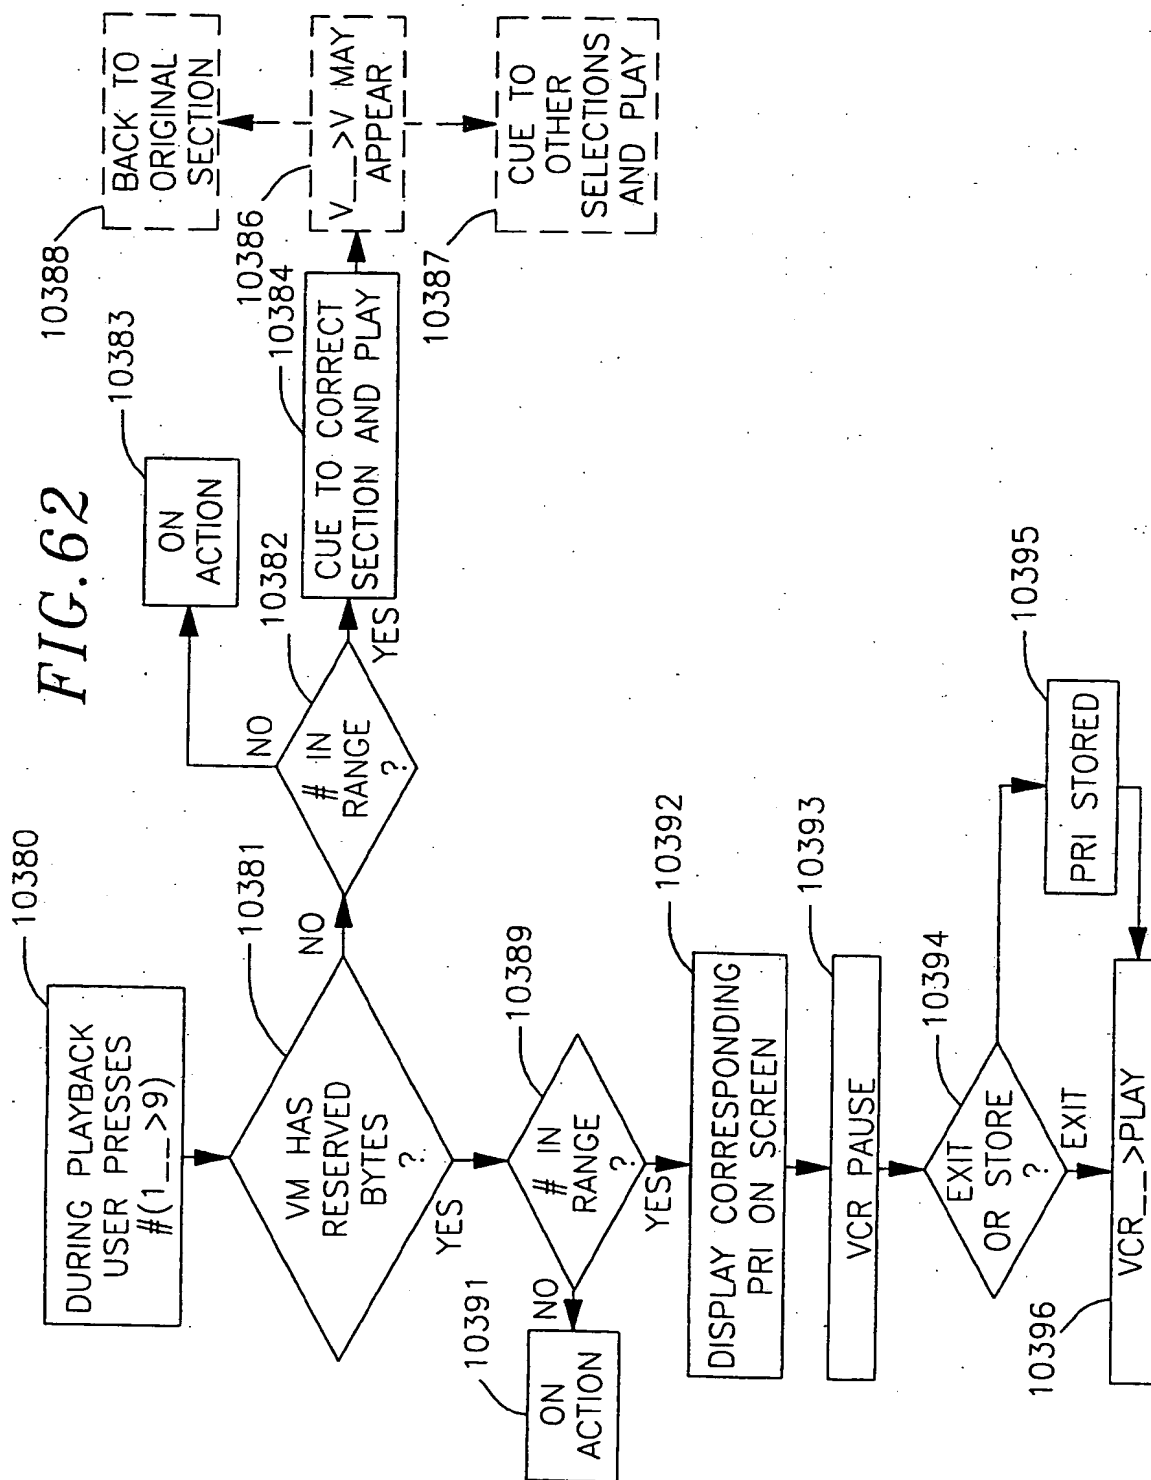 FIG.62
10380
DURING PLAYBACK
USER PRESSES
#(1__>9)
10381
VM HAS
RESERVED
BYTES
?
NO
YES
10382
# IN
RANGE
?
NO
YES
10383
ON
ACTION
10384
CUE TO CORRECT
SECTION AND PLAY
10386
V__>V MAY
APPEAR
10388
BACK TO
ORIGINAL
SECTION
10387
CUE TO
OTHER
SELECTIONS
AND PLAY
10389
# IN
RANGE
?
NO
YES
10391
ON
ACTION
10392
DISPLAY CORRESPONDING
PRI ON SCREEN
10393
VCR PAUSE
10394
EXIT
OR STORE
?
EXIT
10395
PRI STORED
10396
VCR__>PLAY